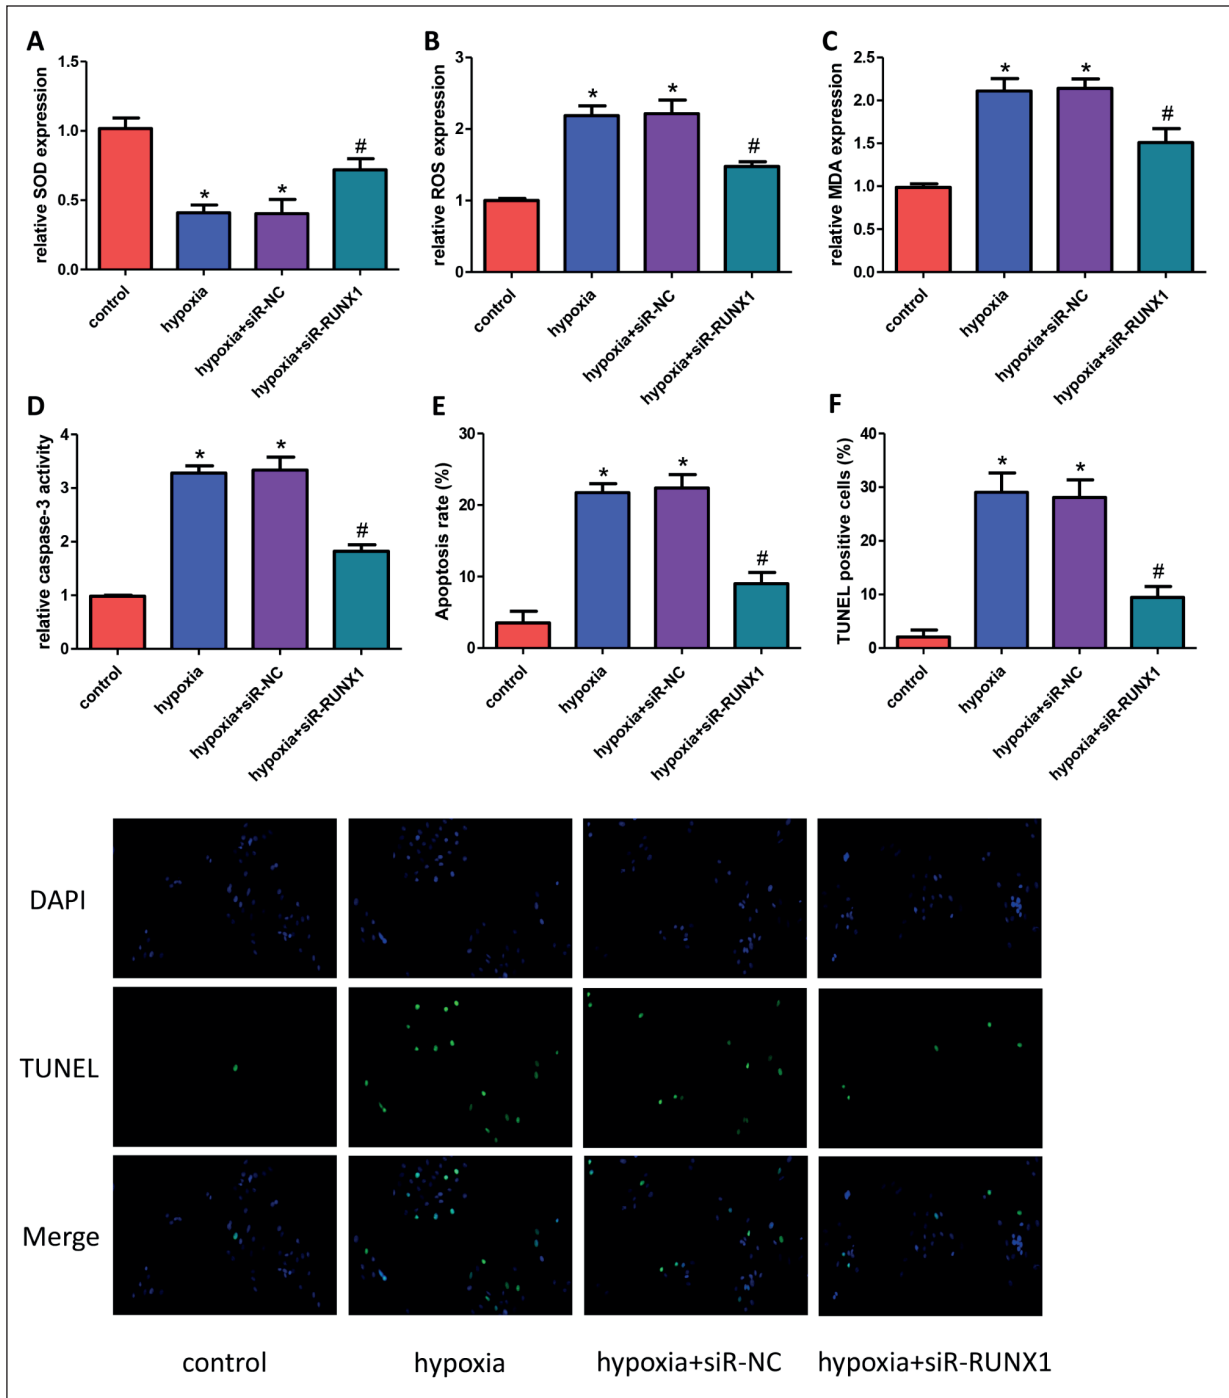 A
relative SOD expression
1.5
1.0
0.5
0.0
*
*
#
control
hypoxia
hypoxia+siR-NC
hypoxia+siR-RUNX1
B
relative ROS expression
3
2
1
0
*
*
#
control
hypoxia
hypoxia+siR-NC
hypoxia+siR-RUNX1
C
relative MDA expression
2.5
2.0
1.5
1.0
0.5
0.0
*
*
#
control
hypoxia
hypoxia+siR-NC
hypoxia+siR-RUNX1
D
relative caspase-3 activity
4
3
2
1
0
*
*
#
control
hypoxia
hypoxia+siR-NC
hypoxia+siR-RUNX1
E
Apoptosis rate (%)
30
20
10
0
*
*
#
control
hypoxia
hypoxia+siR-NC
hypoxia+siR-RUNX1
F
TUNEL positive cells (%)
40
30
20
10
0
*
*
#
control
hypoxia
hypoxia+siR-NC
hypoxia+siR-RUNX1
DAPI
TUNEL
Merge
control
hypoxia
hypoxia+siR-NC
hypoxia+siR-RUNX1